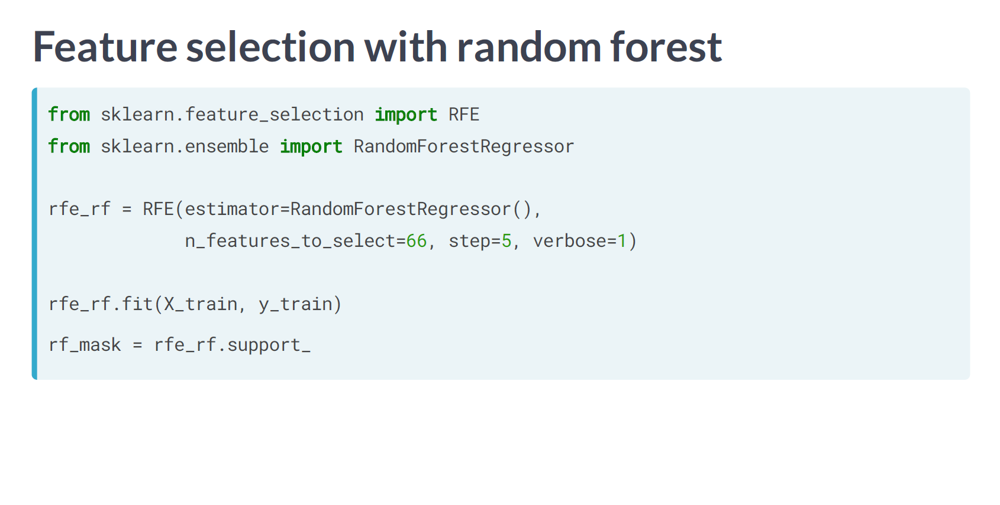 Feature selection with random forest
from sklearn.feature_selection import RFE
from sklearn.ensemble import RandomForestRegressor
rfe_rf = RFE(estimator=RandomForestRegressor(),
n_features_to_select=66, step=5, verbose=1)
rfe_rf.fit(X_train, y_train)
rf_mask = rfe_rf.support_